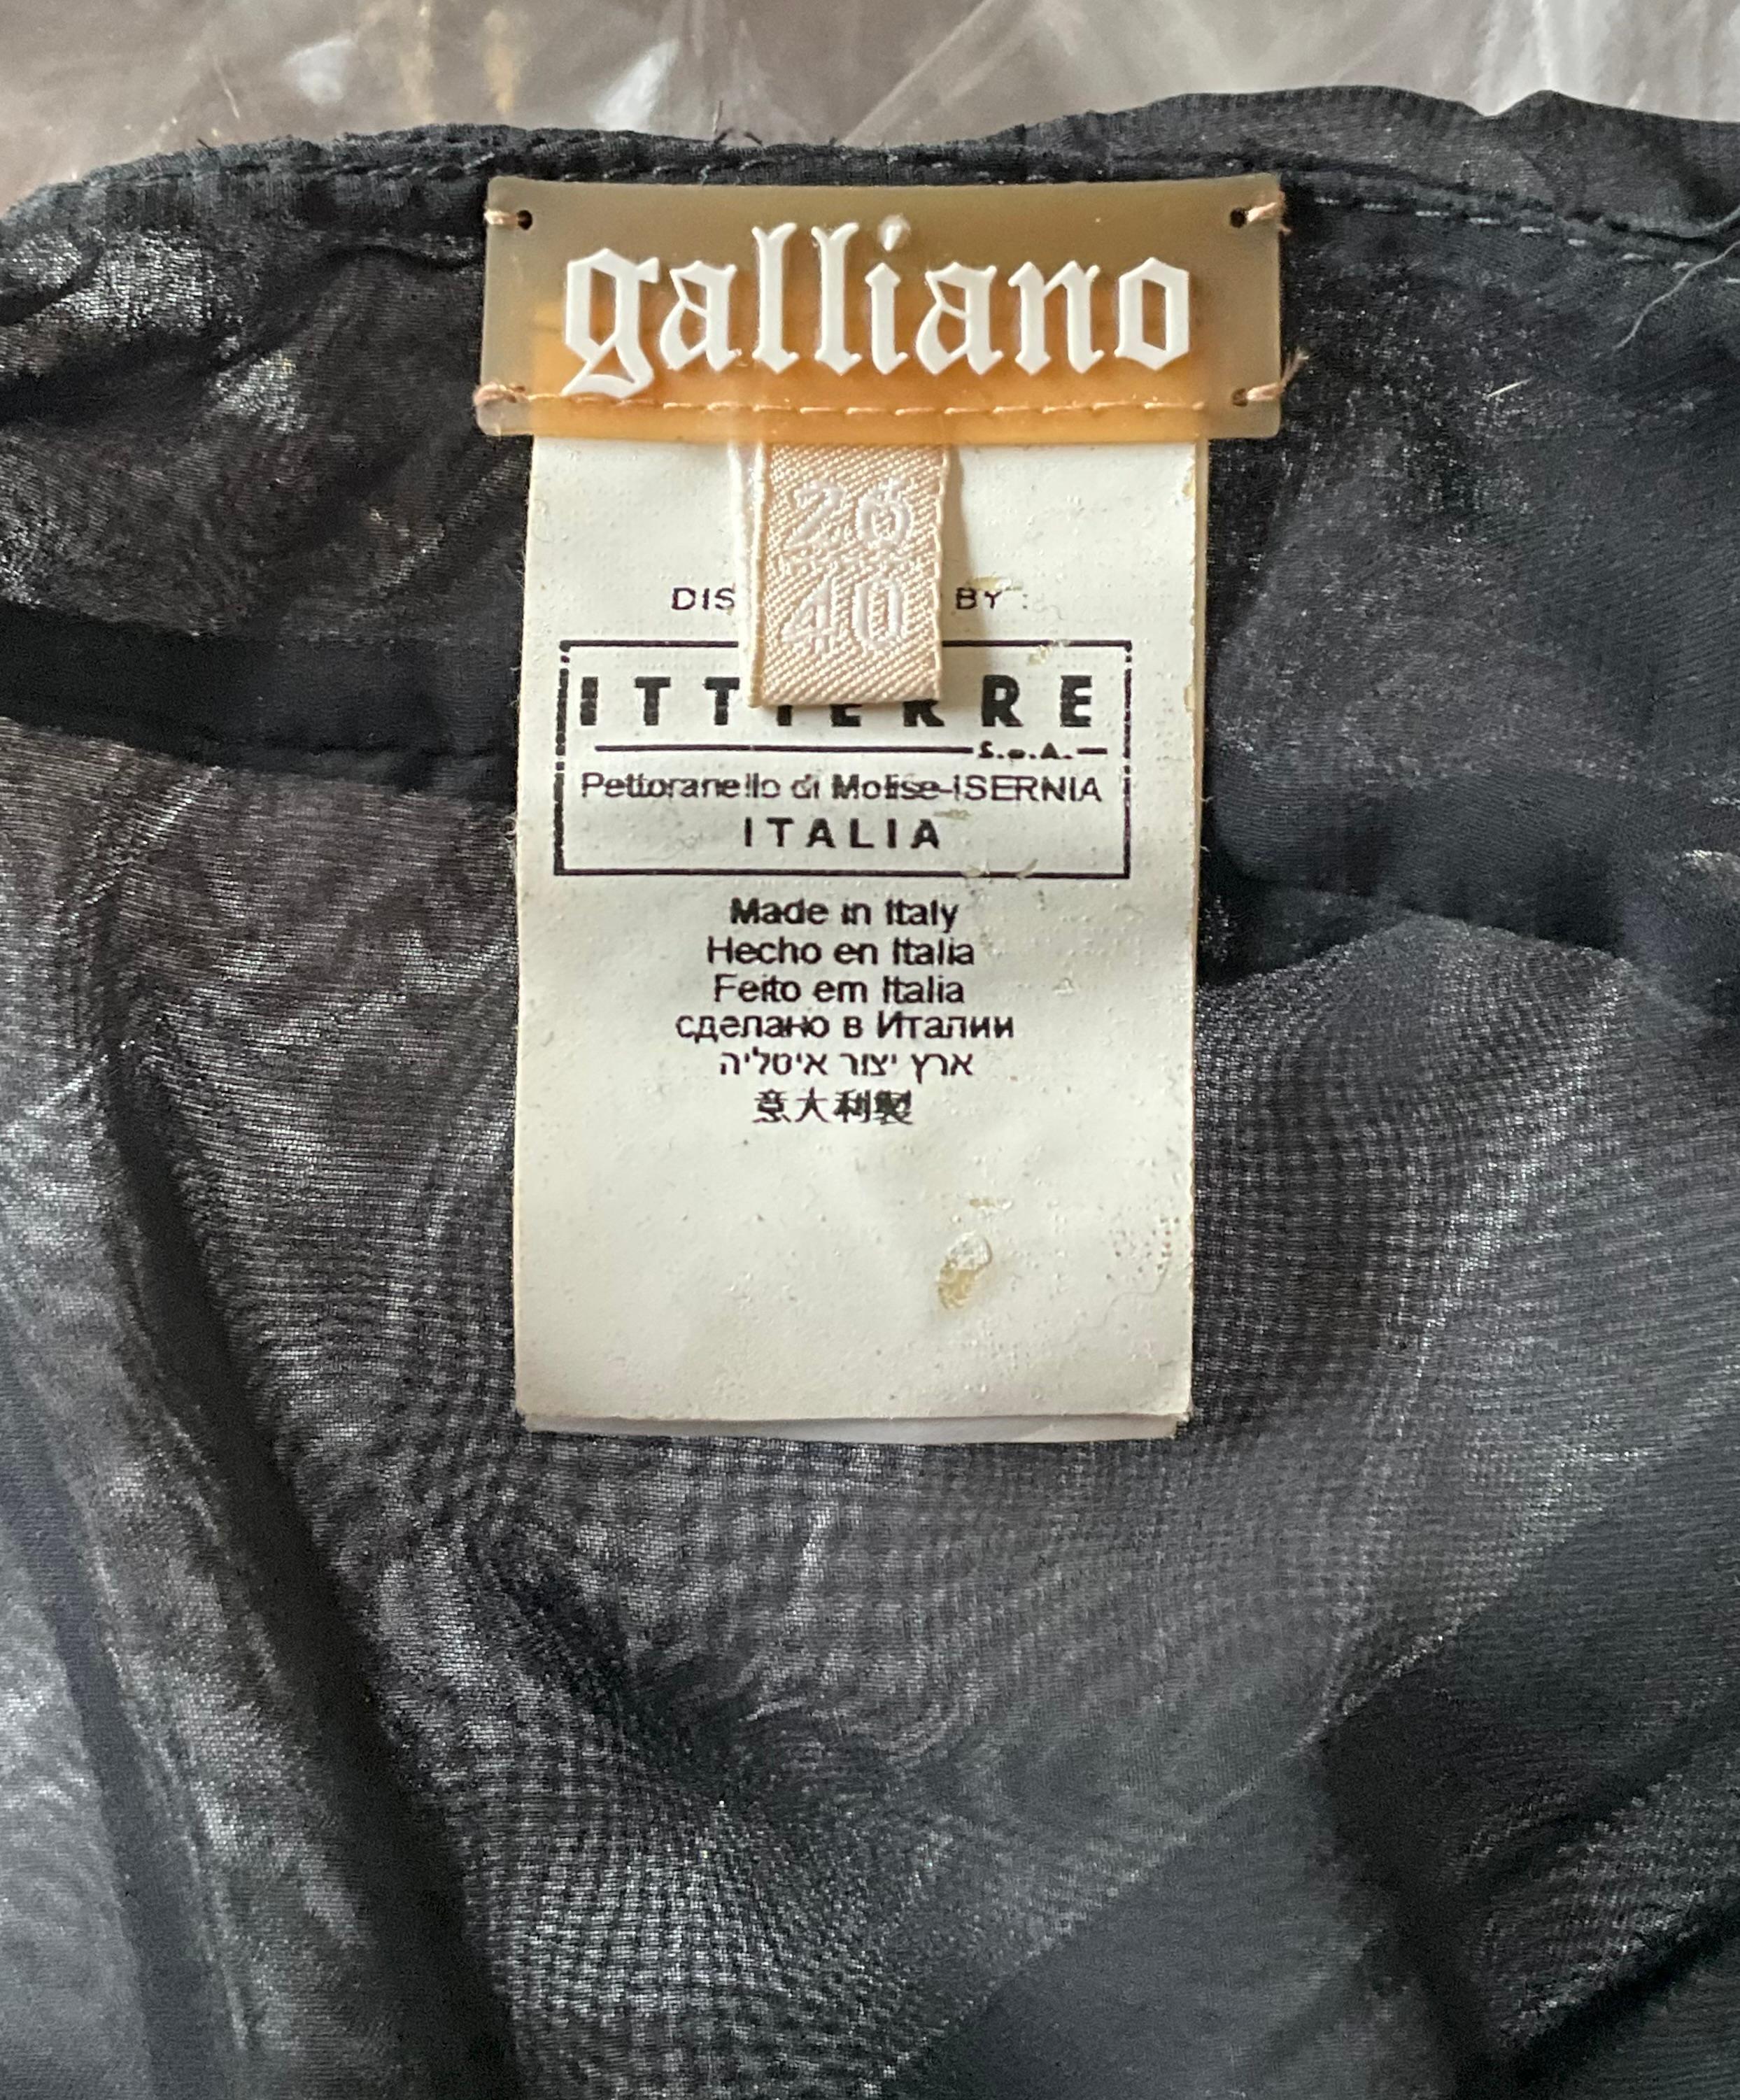 galliano
26
40
DIS BY :
ITTIERRE
S.p.A.
Pettoranello di Molise-ISERNIA
ITALIA
Made in Italy
Hecho en Italia
Feito em Italia
сделано в Италии
ארץ יצור איטליה
意大利製